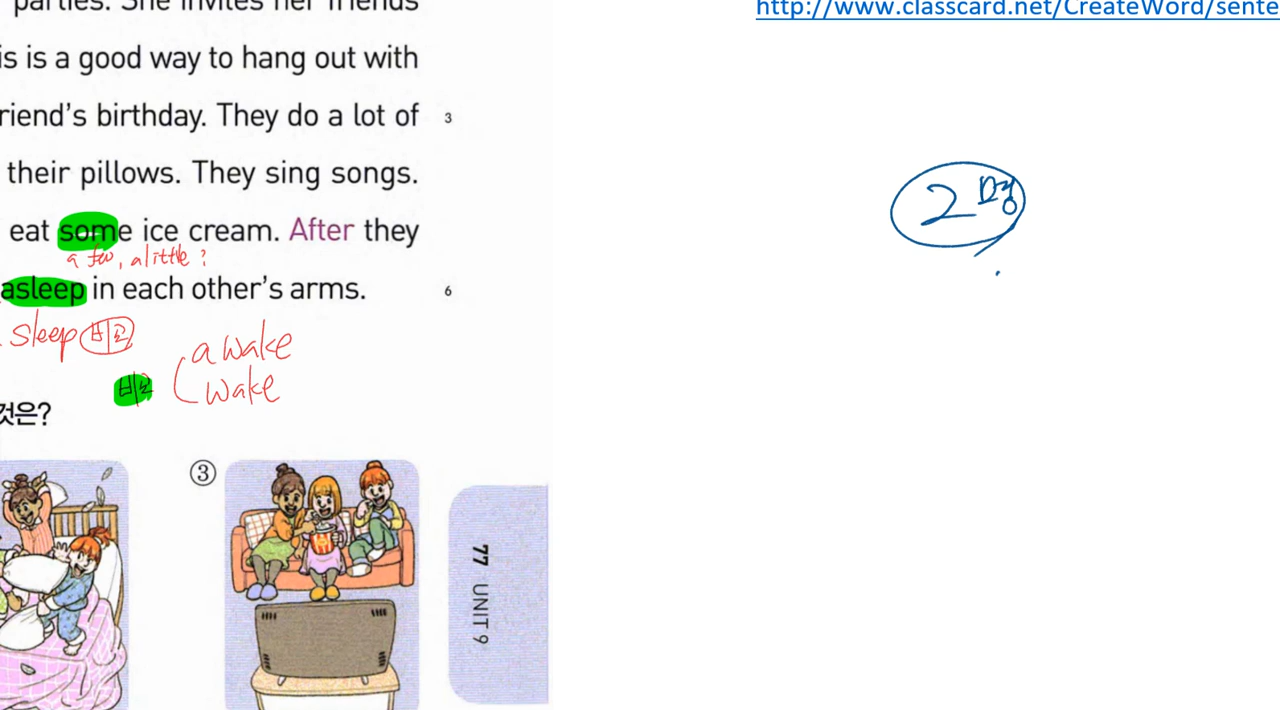 parties. She invites her friends
is is a good way to hang out with
riend's birthday. They do a lot of 3
their pillows. They sing songs.
eat some ice cream. After they
a few, a little?
asleep in each other's arms. 6
sleep 비교
비교 awake
wake
것은?
③
77 UNIT 9
http://www.classcard.net/CreateWord/sente
2명